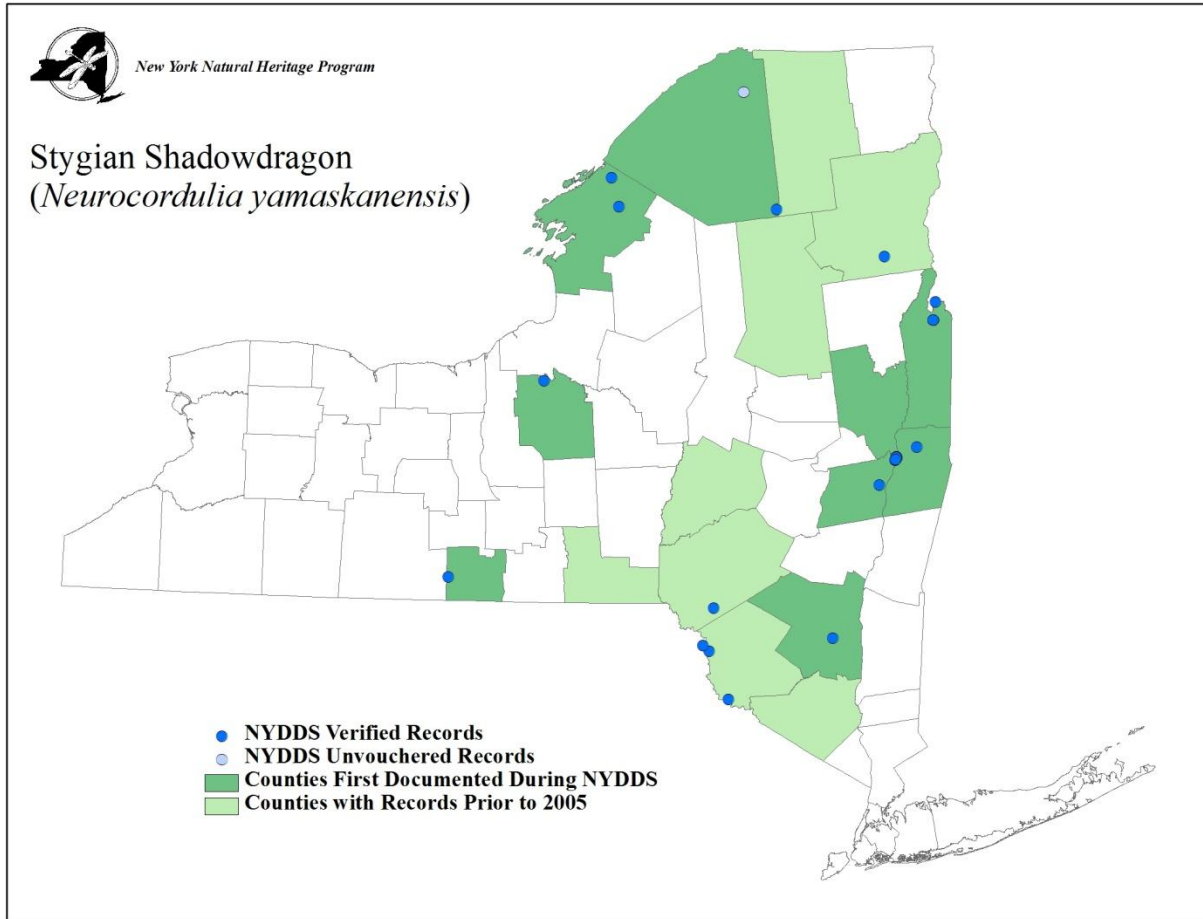 New York Natural Heritage Program
Stygian Shadowdragon
(Neurocordulia yamaskanensis)
NYDDS Verified Records
NYDDS Unvouchered Records
Counties First Documented During NYDDS
Counties with Records Prior to 2005